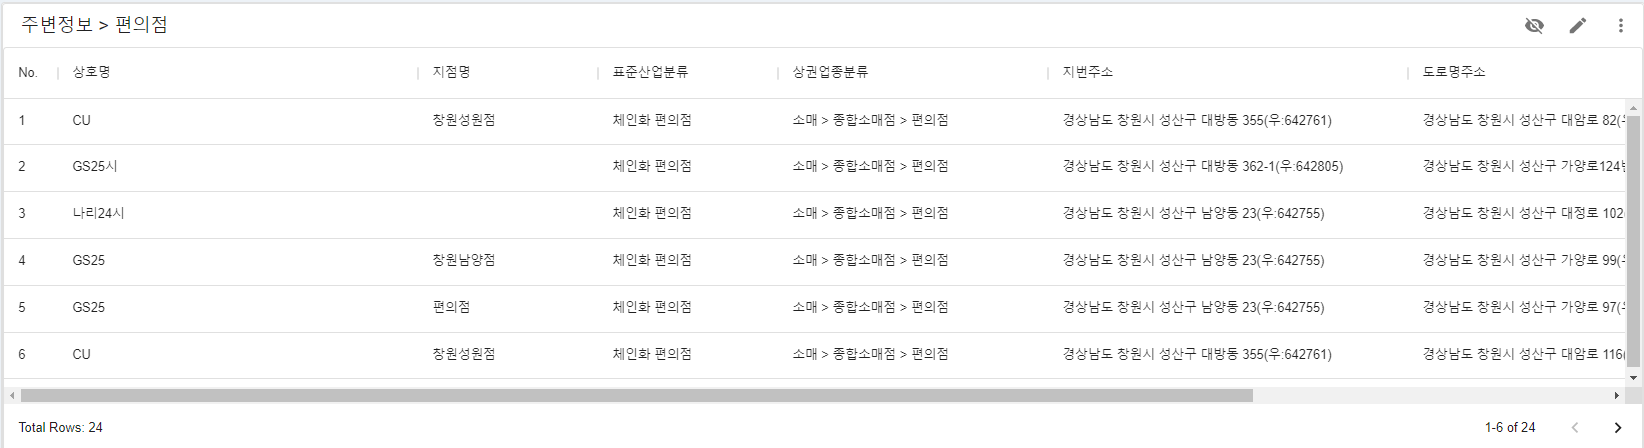 주변정보 > 편의점
No. 상호명 지점명 표준산업분류 상권업종분류 지번주소 도로명주소
1 CU 창원성원점 체인화 편의점 소매 > 종합소매점 > 편의점 경상남도 창원시 성산구 대방동 355(우:642761) 경상남도 창원시 성산구 대암로 82(
2 GS25시 체인화 편의점 소매 > 종합소매점 > 편의점 경상남도 창원시 성산구 대방동 362-1(우:642805) 경상남도 창원시 성산구 가양로124
3 나리24시 체인화 편의점 소매 > 종합소매점 > 편의점 경상남도 창원시 성산구 남양동 23(우:642755) 경상남도 창원시 성산구 대정로 102
4 GS25 창원남양점 체인화 편의점 소매 > 종합소매점 > 편의점 경상남도 창원시 성산구 남양동 23(우:642755) 경상남도 창원시 성산구 가양로 99(
5 GS25 편의점 체인화 편의점 소매 > 종합소매점 > 편의점 경상남도 창원시 성산구 남양동 23(우:642755) 경상남도 창원시 성산구 가양로 97(
6 CU 창원성원점 체인화 편의점 소매 > 종합소매점 > 편의점 경상남도 창원시 성산구 대방동 355(우:642761) 경상남도 창원시 성산구 대암로 116
Total Rows: 24 1-6 of 24